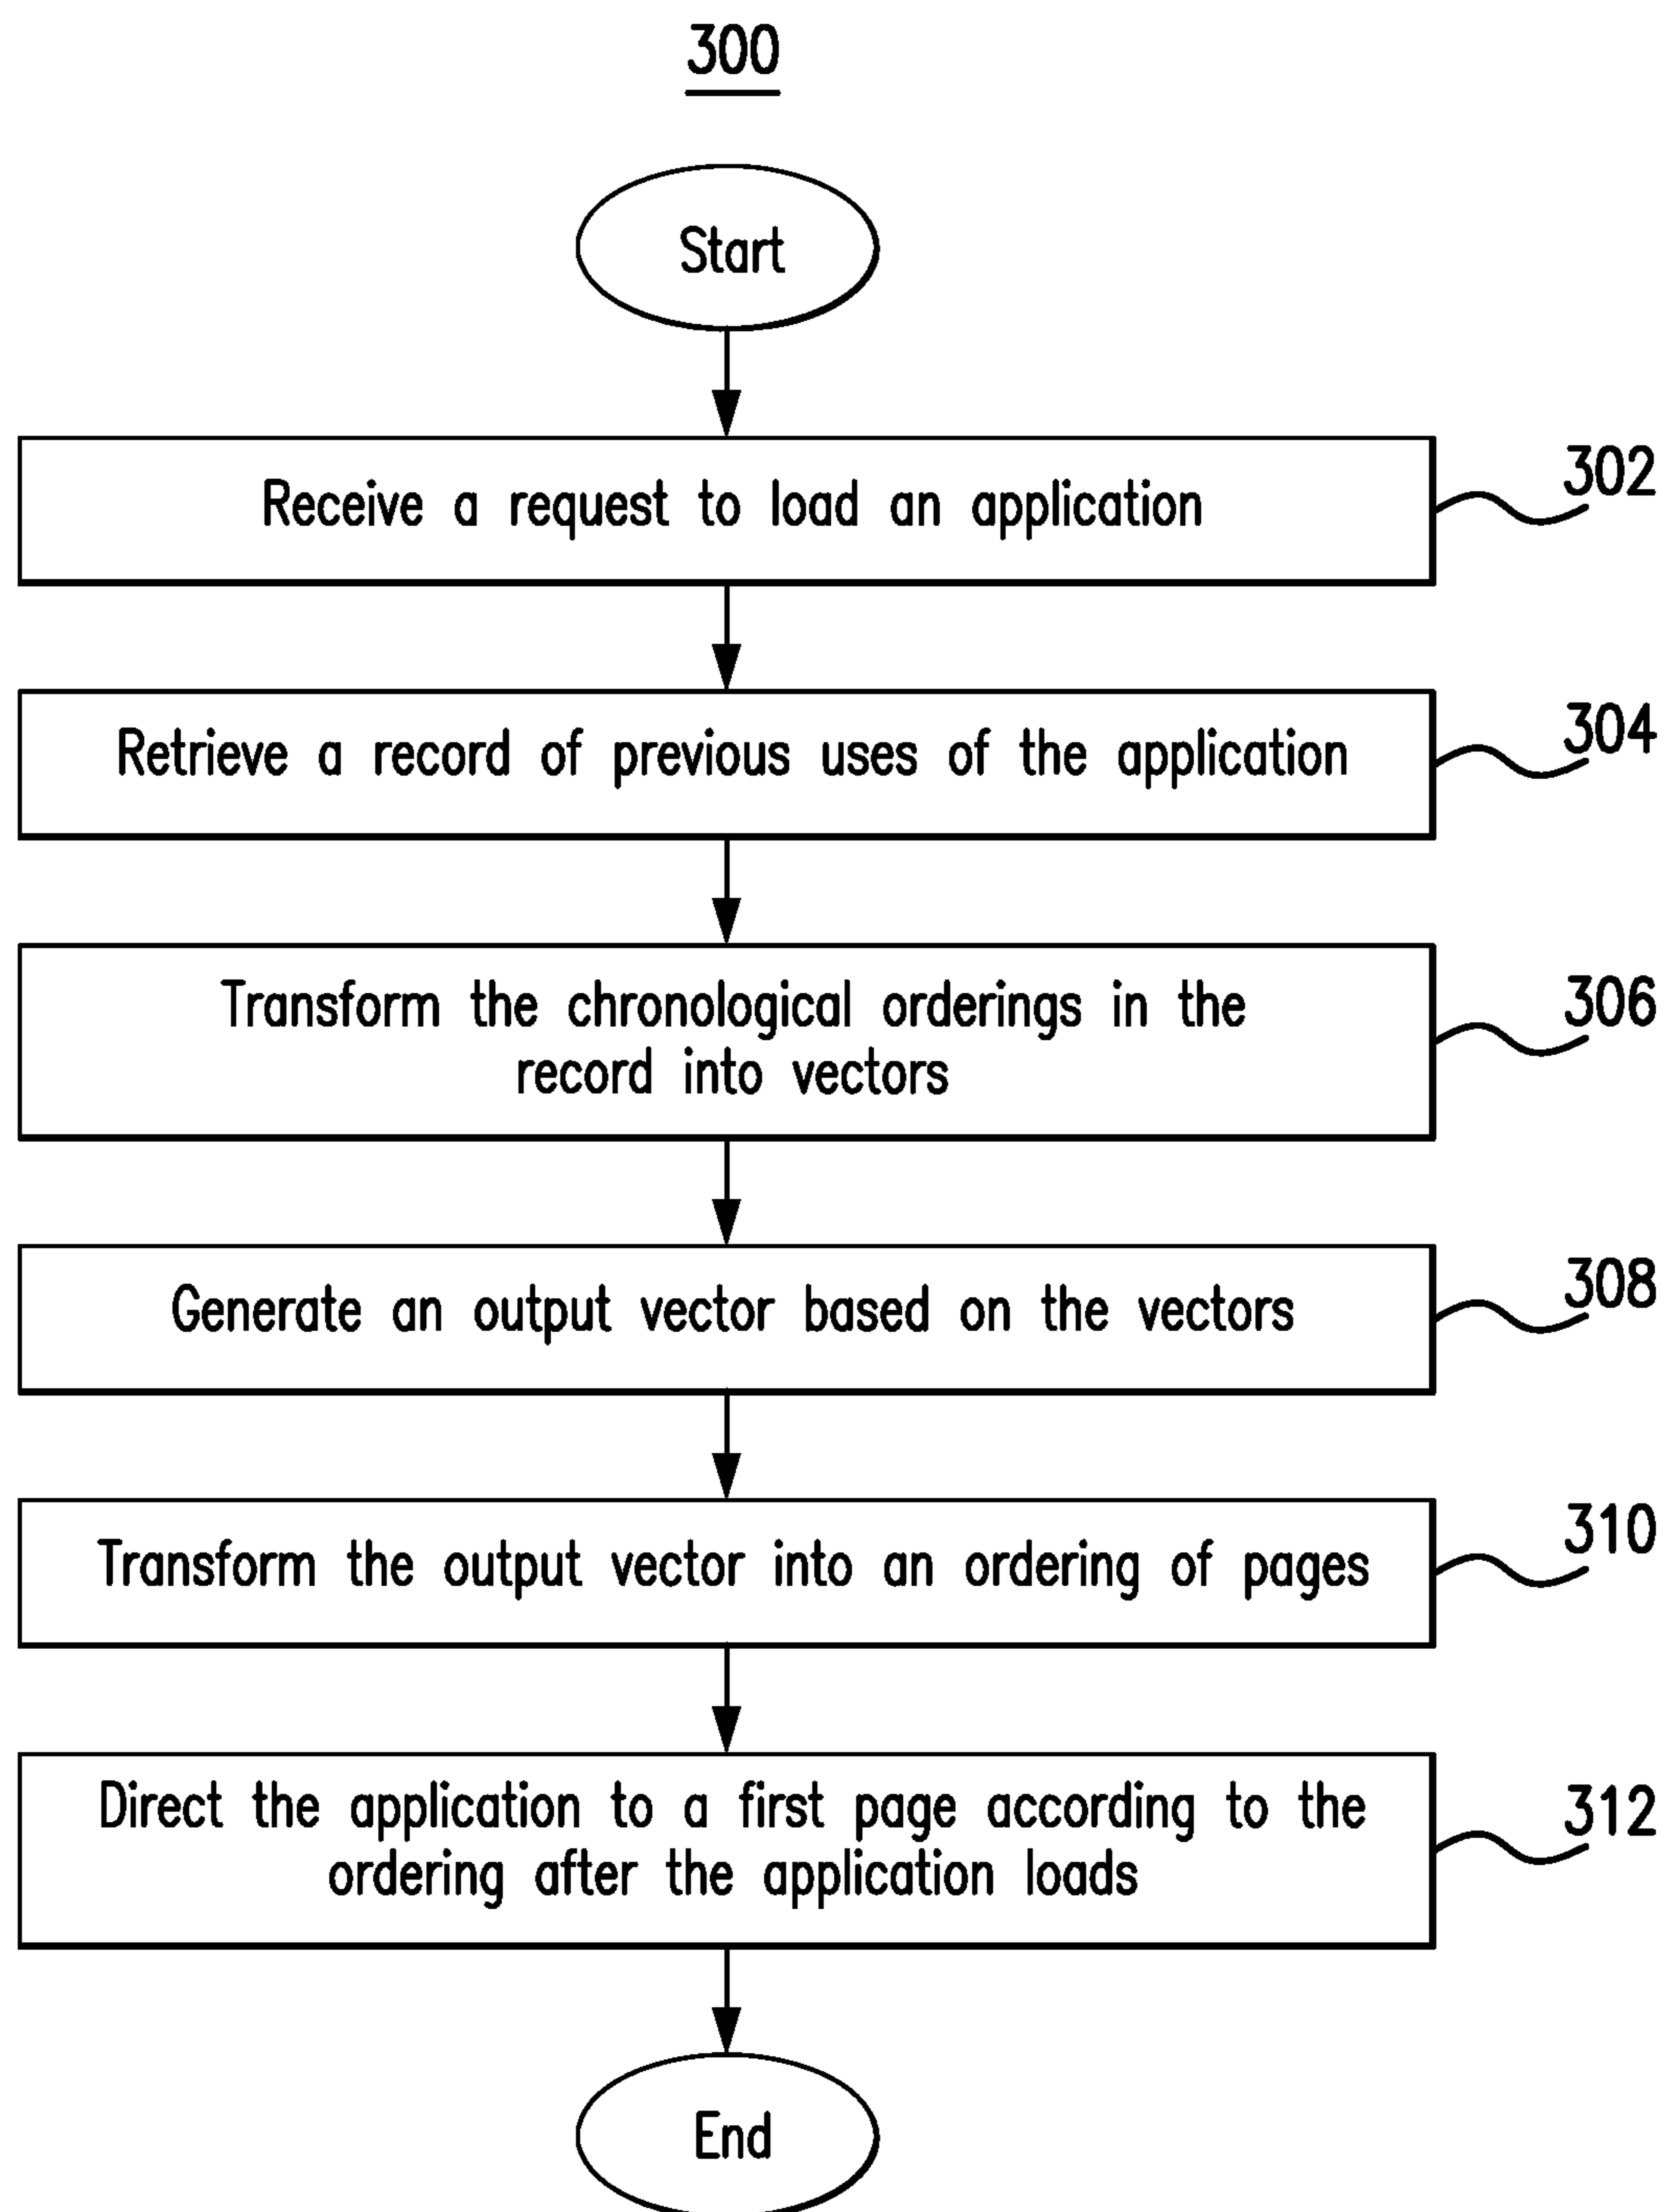 300
Start
Receive a request to load an application
302
Retrieve a record of previous uses of the application
304
Transform the chronological orderings in the
record into vectors
306
Generate an output vector based on the vectors
308
Transform the output vector into an ordering of pages
310
Direct the application to a first page according to the
ordering after the application loads
312
End